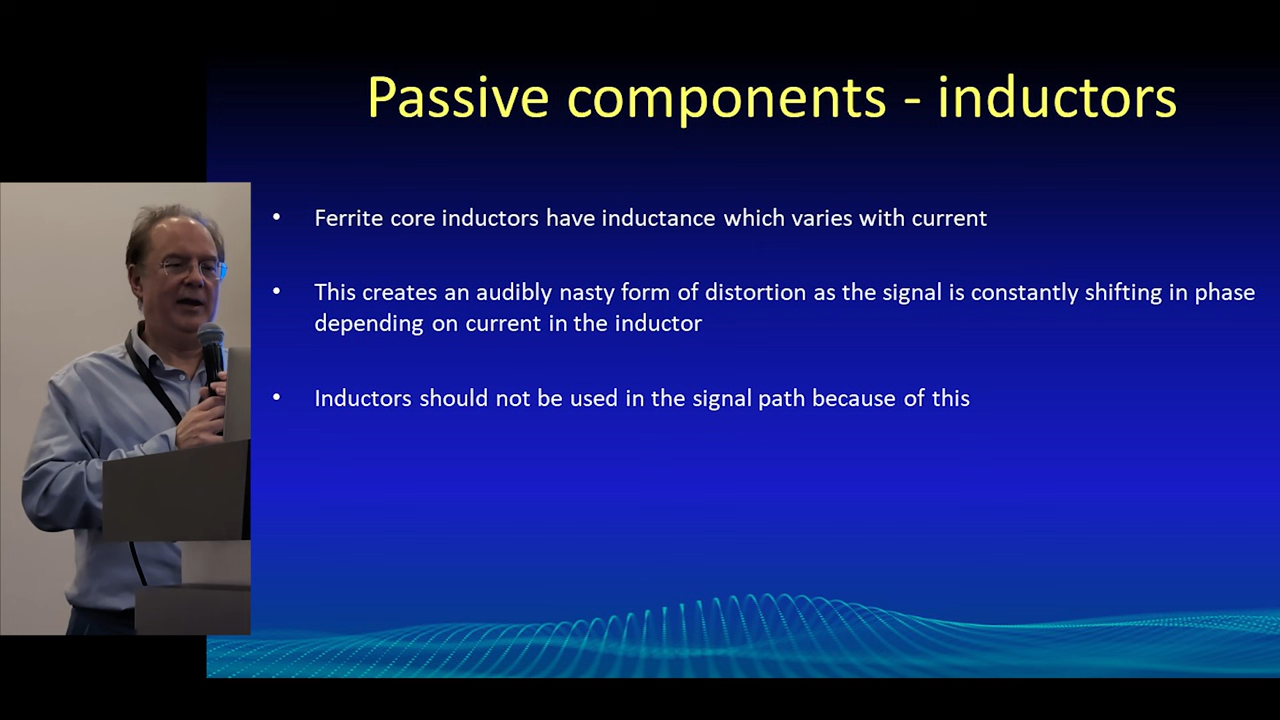 Passive components - inductors
• Ferrite core inductors have inductance which varies with current
• This creates an audibly nasty form of distortion as the signal is constantly shifting in phase
depending on current in the inductor
• Inductors should not be used in the signal path because of this